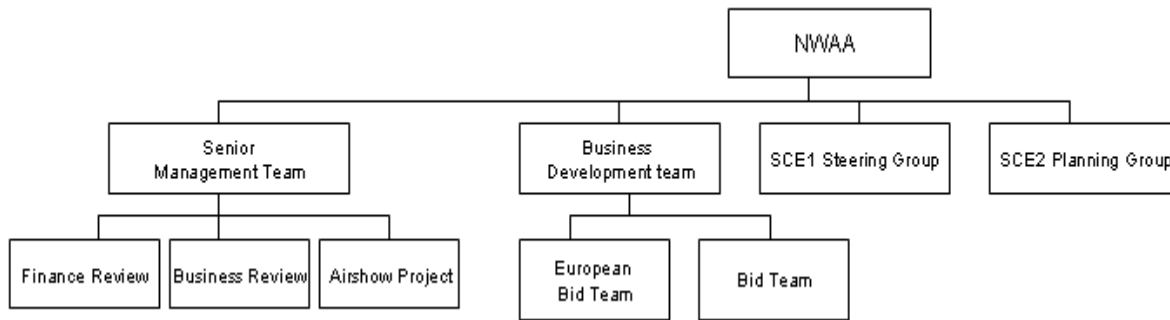 NWAA
Senior
Management Team
Business
Development team
SCE1 Steering Group
SCE2 Planning Group
Finance Review
Business Review
Airshow Project
European
Bid Team
Bid Team